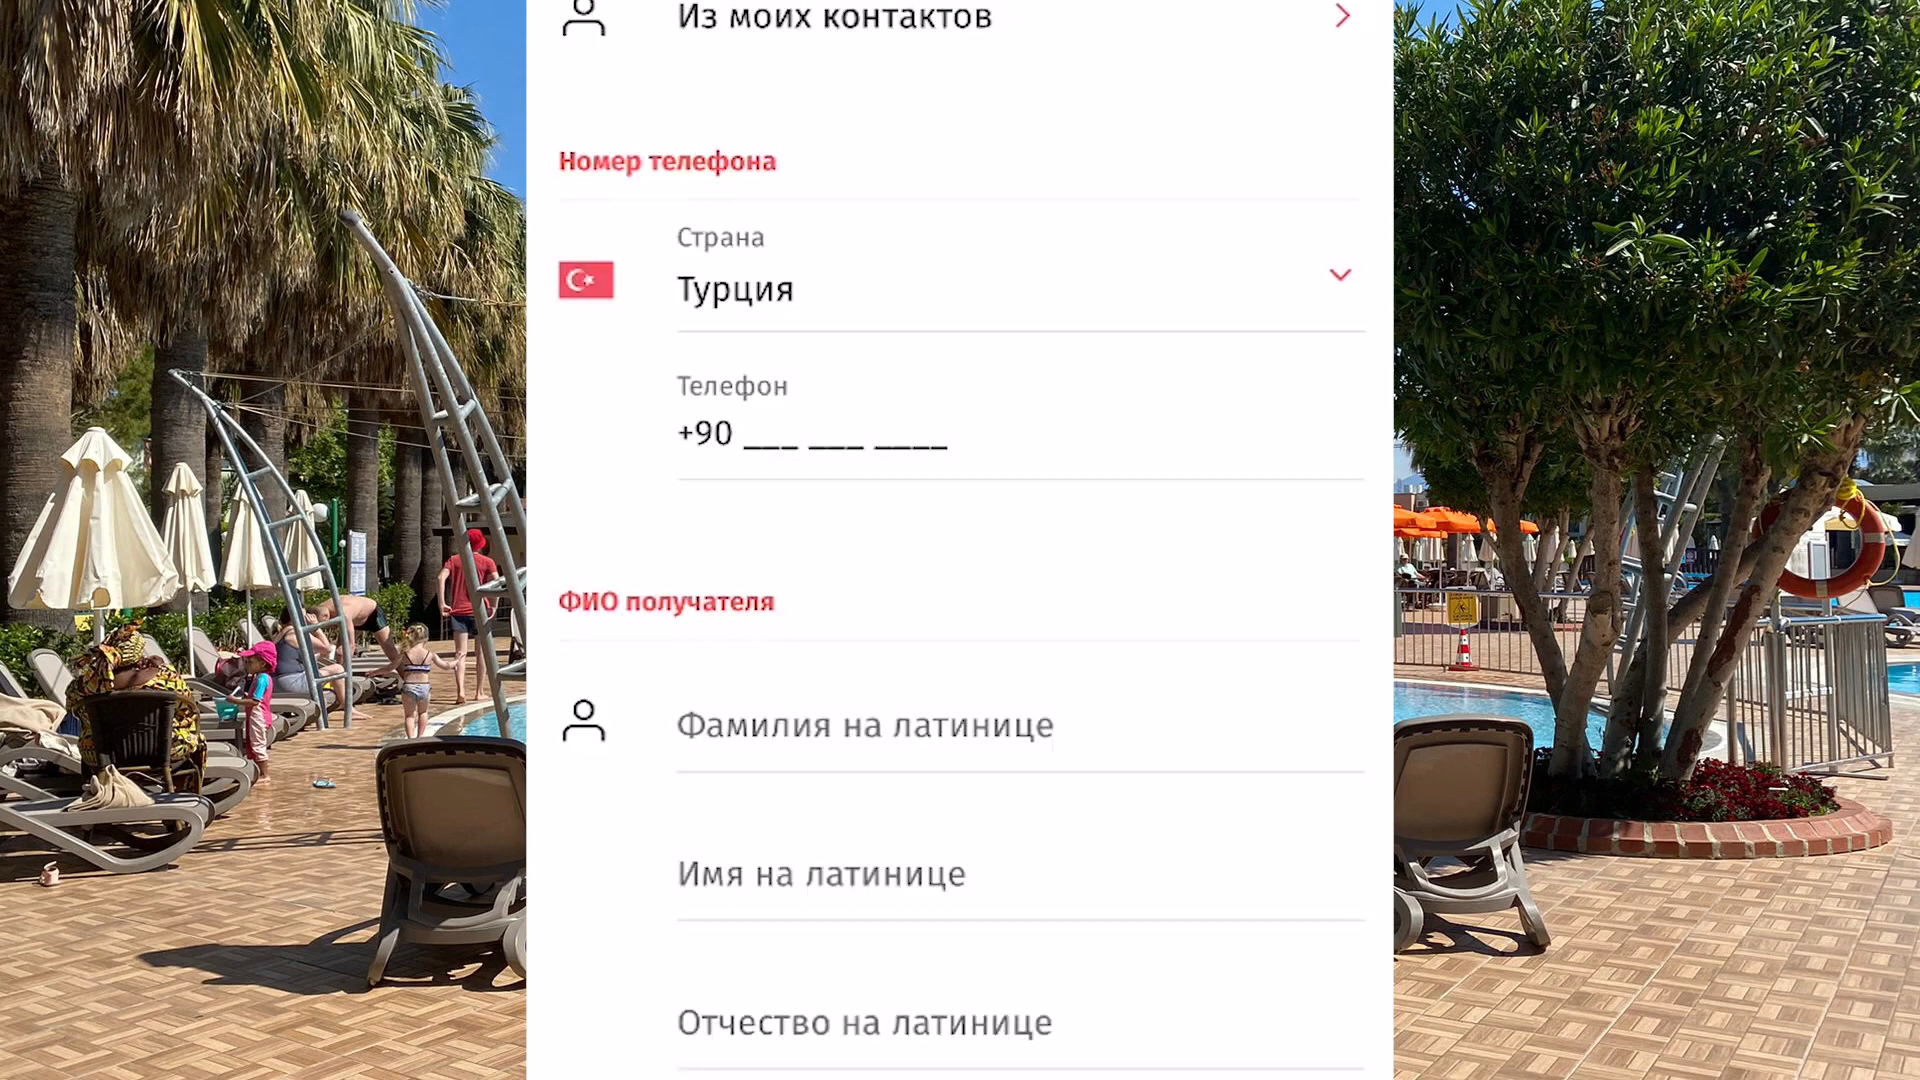 Из моих контактов
Номер телефона
Страна
Турция
Телефон
+90 ___ ___ ____
ФИО получателя
Фамилия на латинице
Имя на латинице
Отчество на латинице